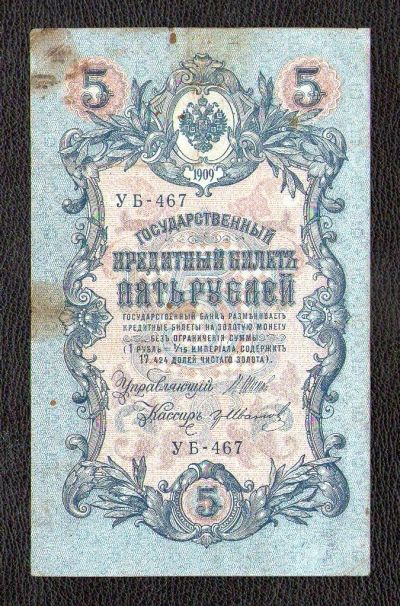 5 5
1909
УБ-467
ГОСУДАРСТВЕННЫЙ
КРЕДИТНЫЙ БИЛЕТЪ
ПЯТЬ РУБЛЕЙ
ГОСУДАРСТВЕННЫЙ БАНКЪ РАЗМѢНИВАЕТЪ
КРЕДИТНЫЕ БИЛЕТЫ НА ЗОЛОТУЮ МОНЕТУ
БЕЗЪ ОГРАНИЧЕНІЯ СУММЫ
(1 РУБЛЬ = 1/15 ИМПЕРІАЛА, СОДЕРЖИТЪ
17,424 ДОЛЕЙ ЧИСТАГО ЗОЛОТА).
Управляющій
Кассиръ
УБ-467
5